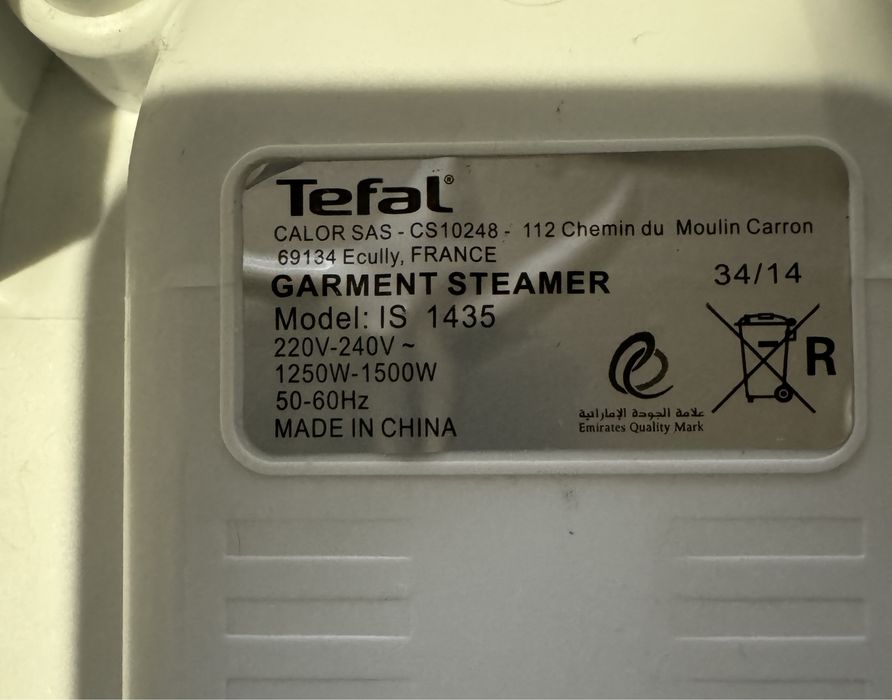 Tefal®
CALOR SAS - CS10248 - 112 Chemin du Moulin Carron
69134 Ecully, FRANCE
GARMENT STEAMER
34/14
Model: IS 1435
220V-240V ~
1250W-1500W
R
50-60Hz
علامة الجودة الإماراتية
MADE IN CHINA
Emirates Quality Mark